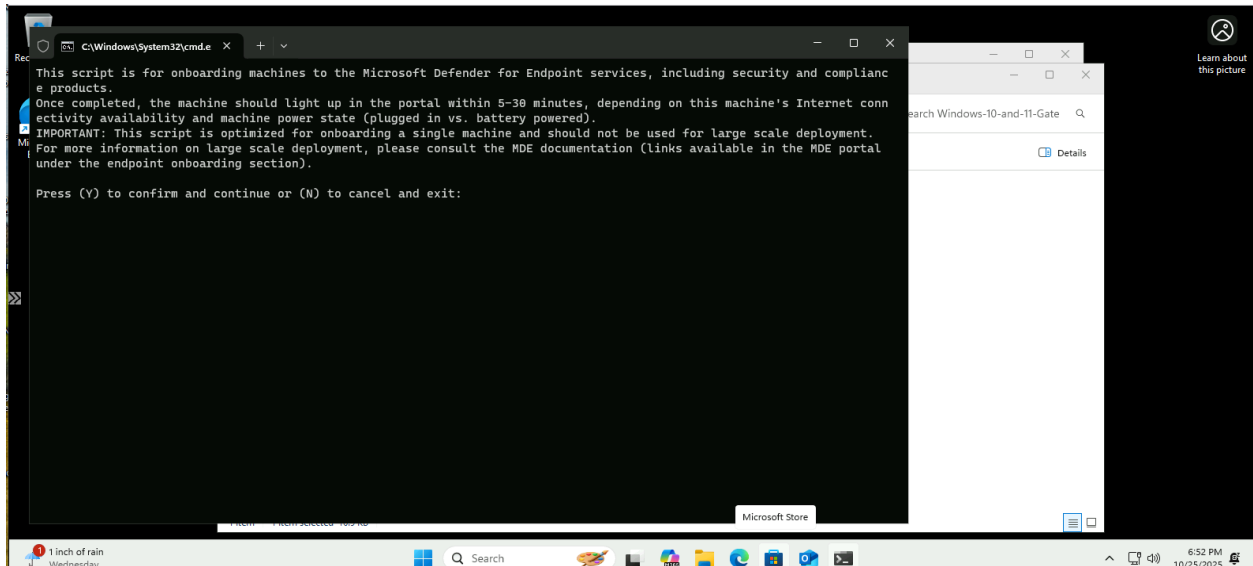 Learn about
this picture
C:\Windows\System32\cmd.e
This script is for onboarding machines to the Microsoft Defender for Endpoint services, including security and complianc
e products.
Once completed, the machine should light up in the portal within 5-30 minutes, depending on this machine's Internet conn
ectivity availability and machine power state (plugged in vs. battery powered).
IMPORTANT: This script is optimized for onboarding a single machine and should not be used for large scale deployment.
For more information on large scale deployment, please consult the MDE documentation (links available in the MDE portal
under the endpoint onboarding section).
Press (Y) to confirm and continue or (N) to cancel and exit:
earch Windows-10-and-11-Gate
Details
Microsoft Store
1 inch of rain
Wednesday
Search
6:52 PM
10/25/2025